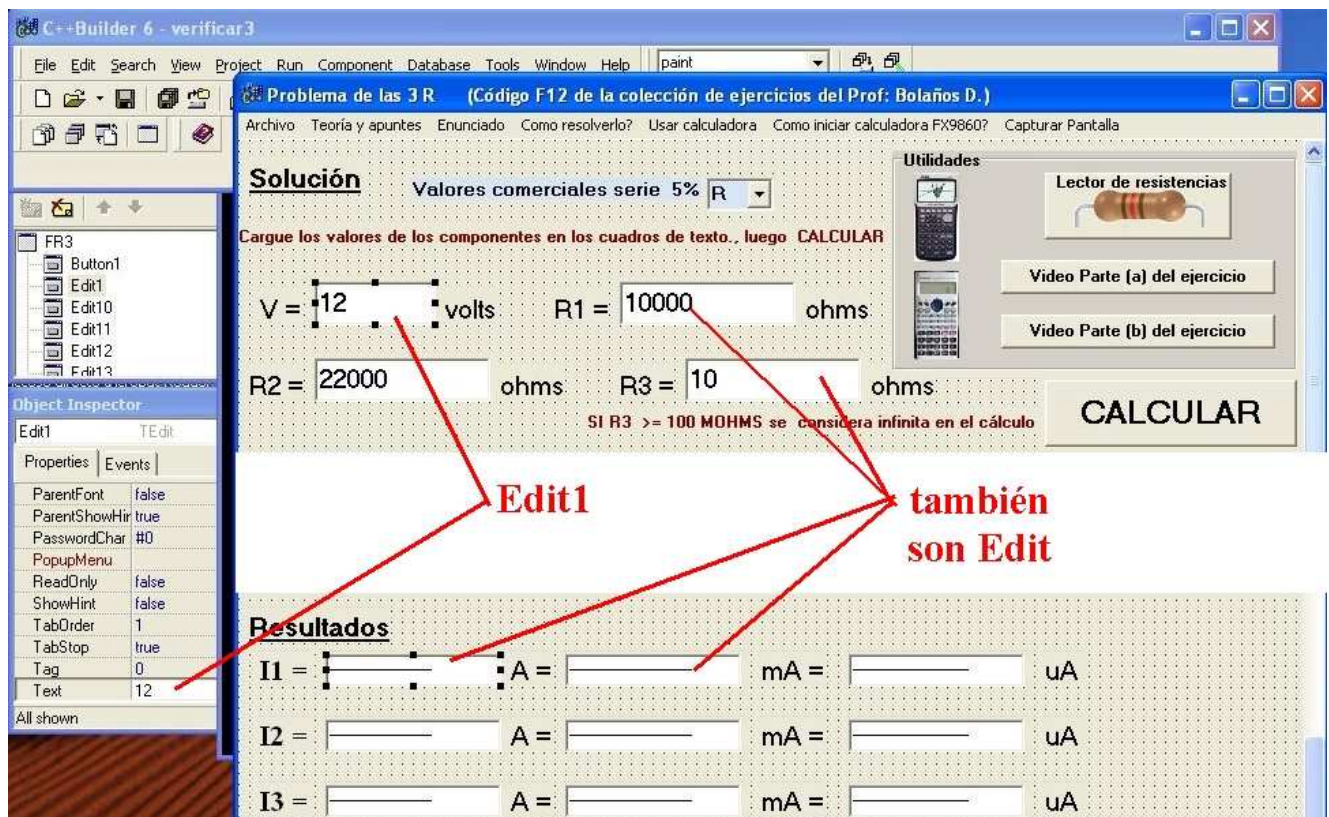 C++Builder 6 - verificar3
File Edit Search View Project Run Component Database Tools Window Help paint
Problema de las 3 R (Código F12 de la colección de ejercicios del Prof: Bolaños D.)
Archivo Teoría y apuntes Enunciado Como resolverlo? Usar calculadora Como iniciar calculadora FX9860? Capturar Pantalla
Solución
Valores comerciales serie 5% R
Cargue los valores de los componentes en los cuadros de texto., luego CALCULAR
V = 12 volts R1 = 10000 ohms
R2 = 22000 ohms R3 = 10 ohms
SI R3 >= 100 MOHMS se considera infinita en el cálculo
Utilidades
Lector de resistencias
Video Parte (a) del ejercicio
Video Parte (b) del ejercicio
CALCULAR
FR3
Button1
Edit1
Edit10
Edit11
Edit12
Edit13
Object Inspector
Edit1 TEdit
Properties Events
ParentFont false
ParentShowHir true
PasswordChar #0
PopupMenu
ReadOnly false
ShowHint false
TabOrder 1
TabStop true
Tag 0
Text 12
All shown
Edit1
también
son Edit
Resultados
I1 = A = mA = uA
I2 = A = mA = uA
I3 = A = mA = uA